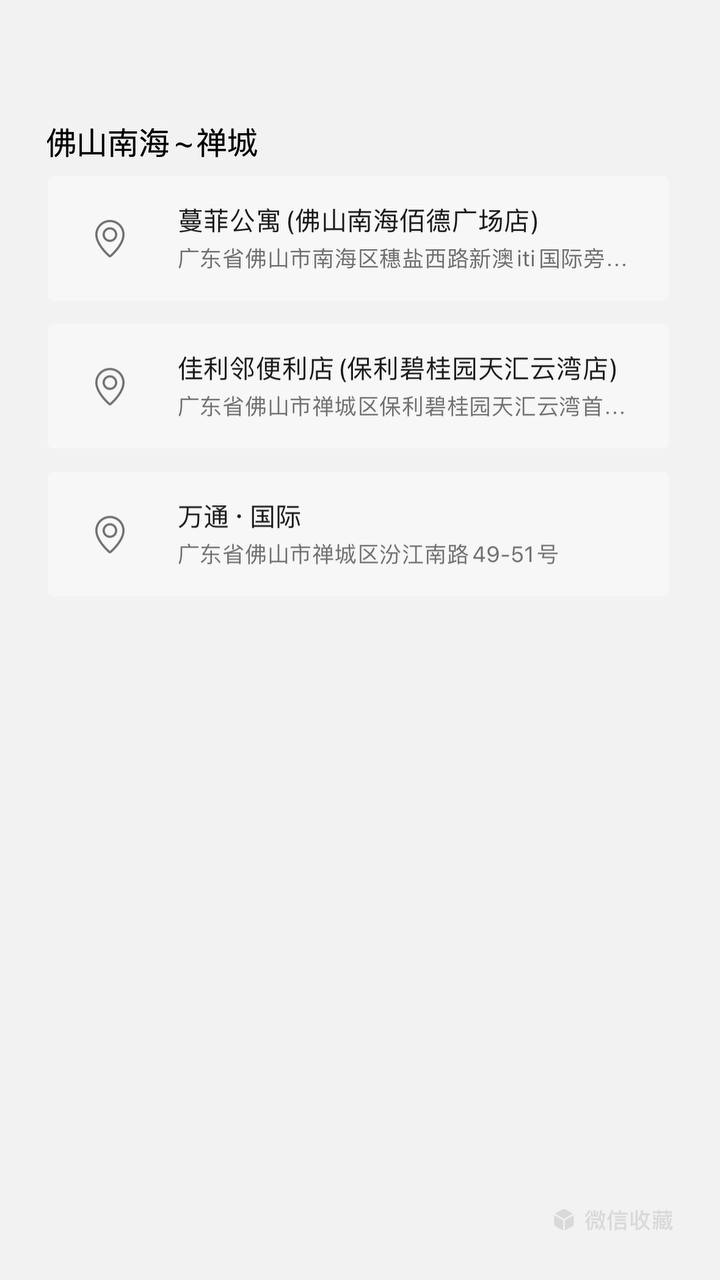 佛山南海~禅城
蔓菲公寓(佛山南海佰德广场店)
广东省佛山市南海区穗盐西路新澳iti国际旁...
佳利邻便利店(保利碧桂园天汇云湾店)
广东省佛山市禅城区保利碧桂园天汇云湾首...
万通·国际
广东省佛山市禅城区汾江南路49-51号
微信收藏